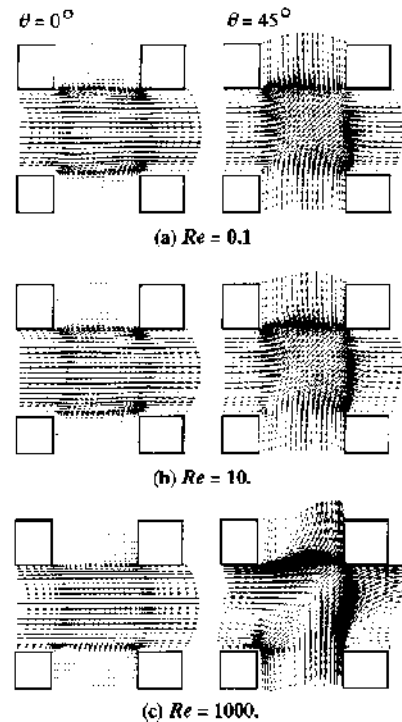 θ = 0° θ = 45°
(a) Re = 0.1
(b) Re = 10.
(c) Re = 1000.